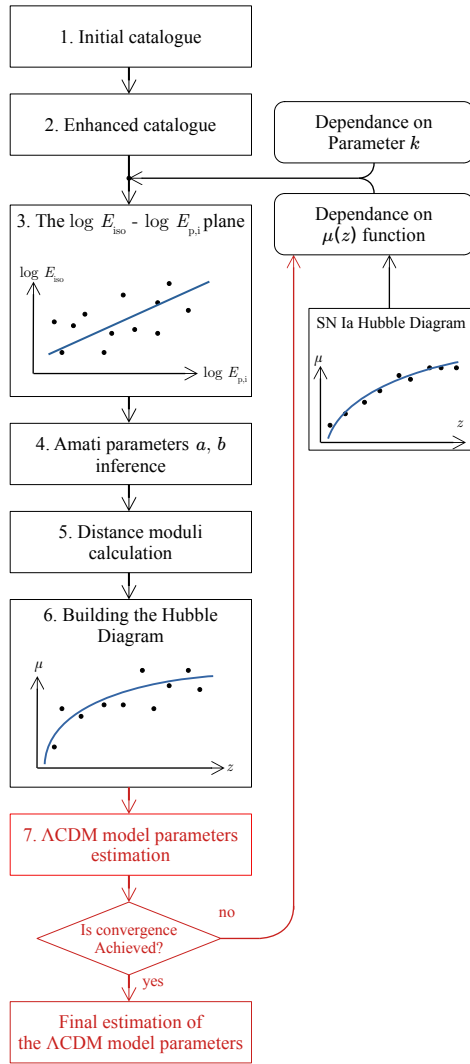 1. Initial catalogue
2. Enhanced catalogue
Dependance on
Parameter k
Dependance on
μ(z) function
3. The log E_iso - log E_p,i plane
log E_iso
log E_p,i
SN Ia Hubble Diagram
μ
z
4. Amati parameters a, b
inference
5. Distance moduli
calculation
6. Building the Hubble
Diagram
μ
z
7. ΛCDM model parameters
estimation
no
Is convergence
Achieved?
yes
Final estimation of
the ΛCDM model parameters